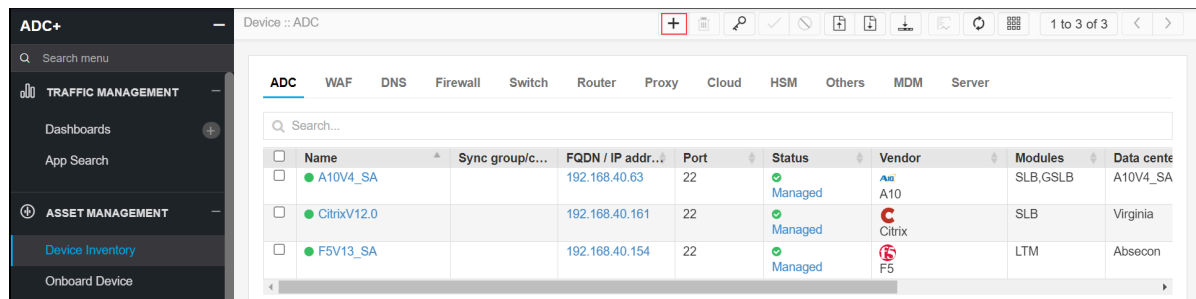 ADC+
Device :: ADC
1 to 3 of 3
Search menu
TRAFFIC MANAGEMENT
Dashboards
App Search
ASSET MANAGEMENT
Device Inventory
Onboard Device
ADC WAF DNS Firewall Switch Router Proxy Cloud HSM Others MDM Server
Search...
Name Sync group/c... FQDN / IP addr... Port Status Vendor Modules Data cente
A10V4_SA 192.168.40.63 22 Managed A10 A10 SLB,GSLB A10V4_SA
CitrixV12.0 192.168.40.161 22 Managed Citrix SLB Virginia
F5V13_SA 192.168.40.154 22 Managed F5 LTM Absecon